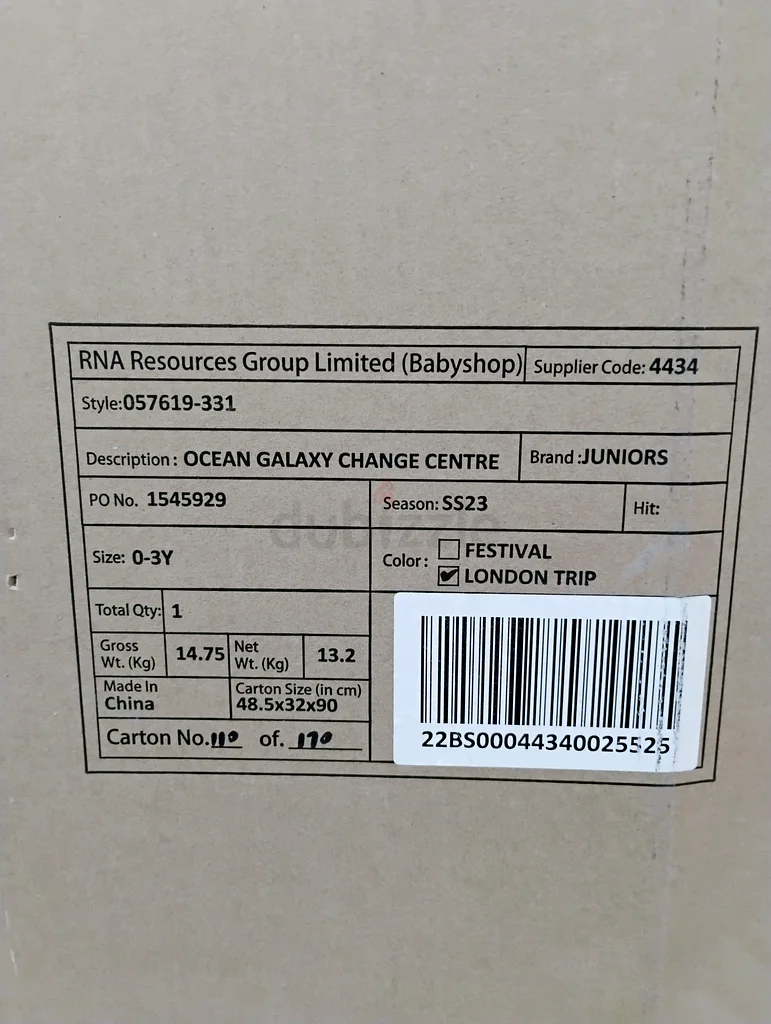 RNA Resources Group Limited (Babyshop) Supplier Code: 4434
Style:057619-331
Description: OCEAN GALAXY CHANGE CENTRE Brand :JUNIORS
PO No. 1545929 Season: SS23 Hit:
dubizzle
Size: 0-3Y Color: FESTIVAL
LONDON TRIP
Total Qty: 1
Gross Wt. (Kg) 14.75 Net Wt. (Kg) 13.2
Made In China Carton Size (in cm) 48.5x32x90
Carton No. 110 of. 170
22BS00044340025525